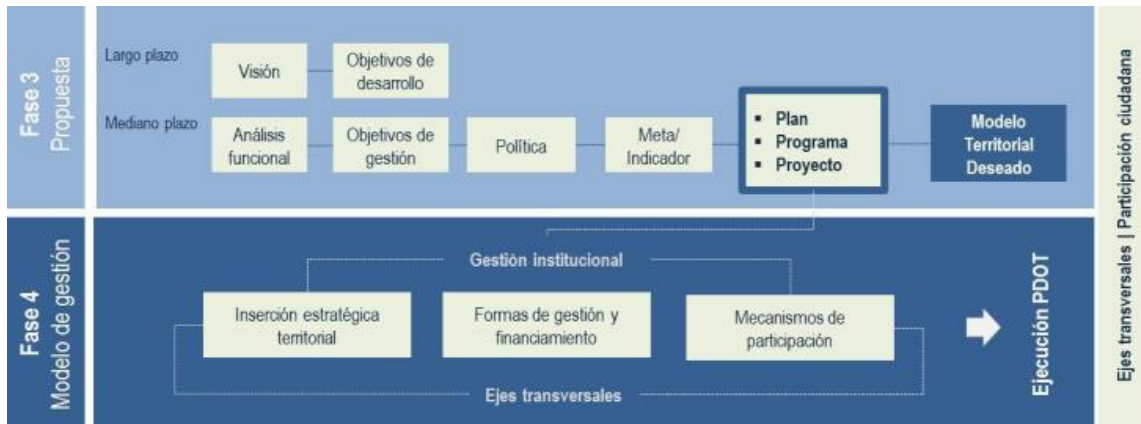 Fase 3
Propuesta
Largo plazo
Visión
Objetivos de
desarrollo
Mediano plazo
Análisis
funcional
Objetivos de
gestión
Política
Meta/
Indicador
▪ Plan
▪ Programa
▪ Proyecto
Modelo
Territorial
Deseado
Fase 4
Modelo de gestión
Gestión institucional
Inserción estratégica
territorial
Formas de gestión y
financiamiento
Mecanismos de
participación
Ejes transversales
Ejecución PDOT
Ejes transversales | Participación ciudadana